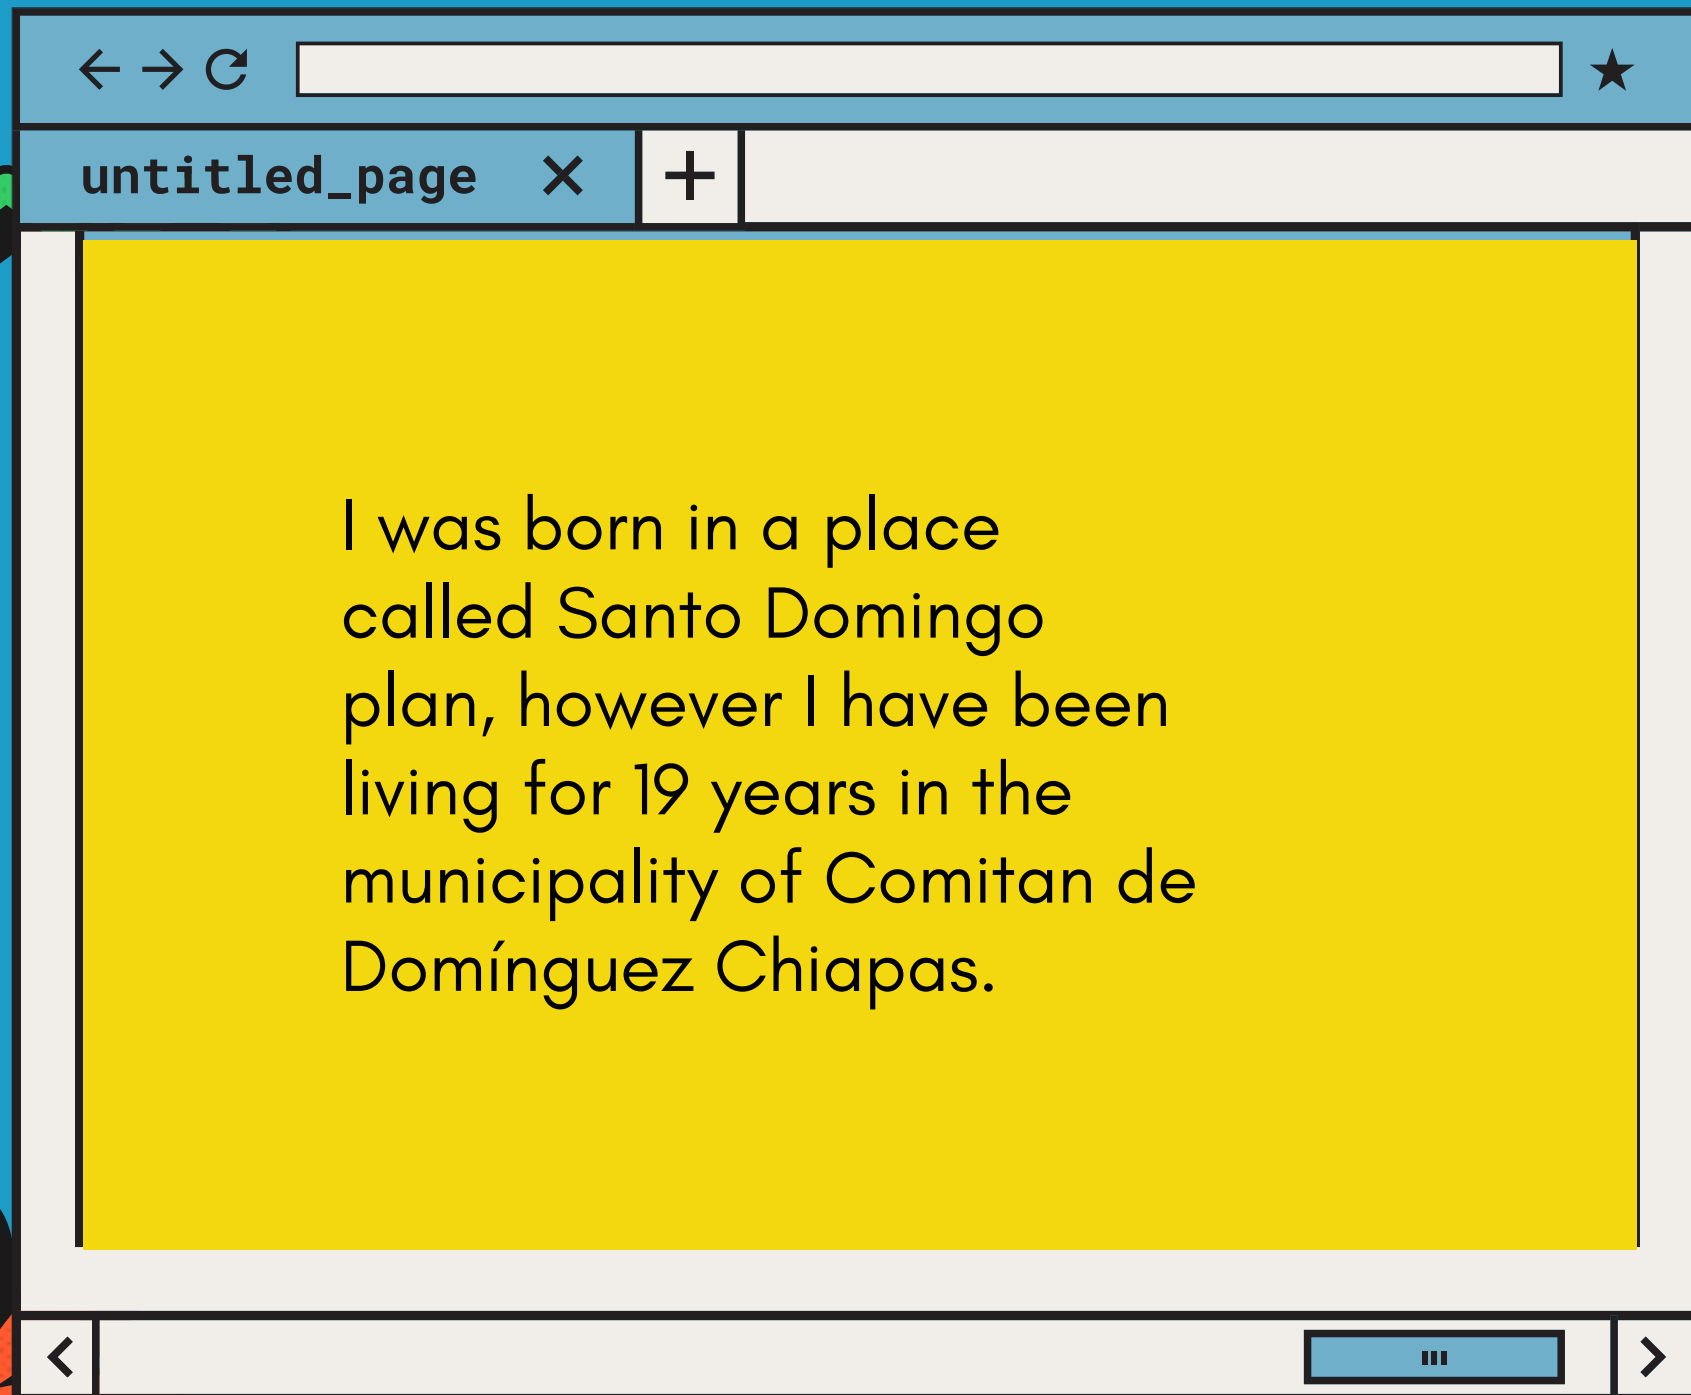 untitled_page
I was born in a place
called Santo Domingo
plan, however I have been
living for 19 years in the
municipality of Comitan de
Domínguez Chiapas.